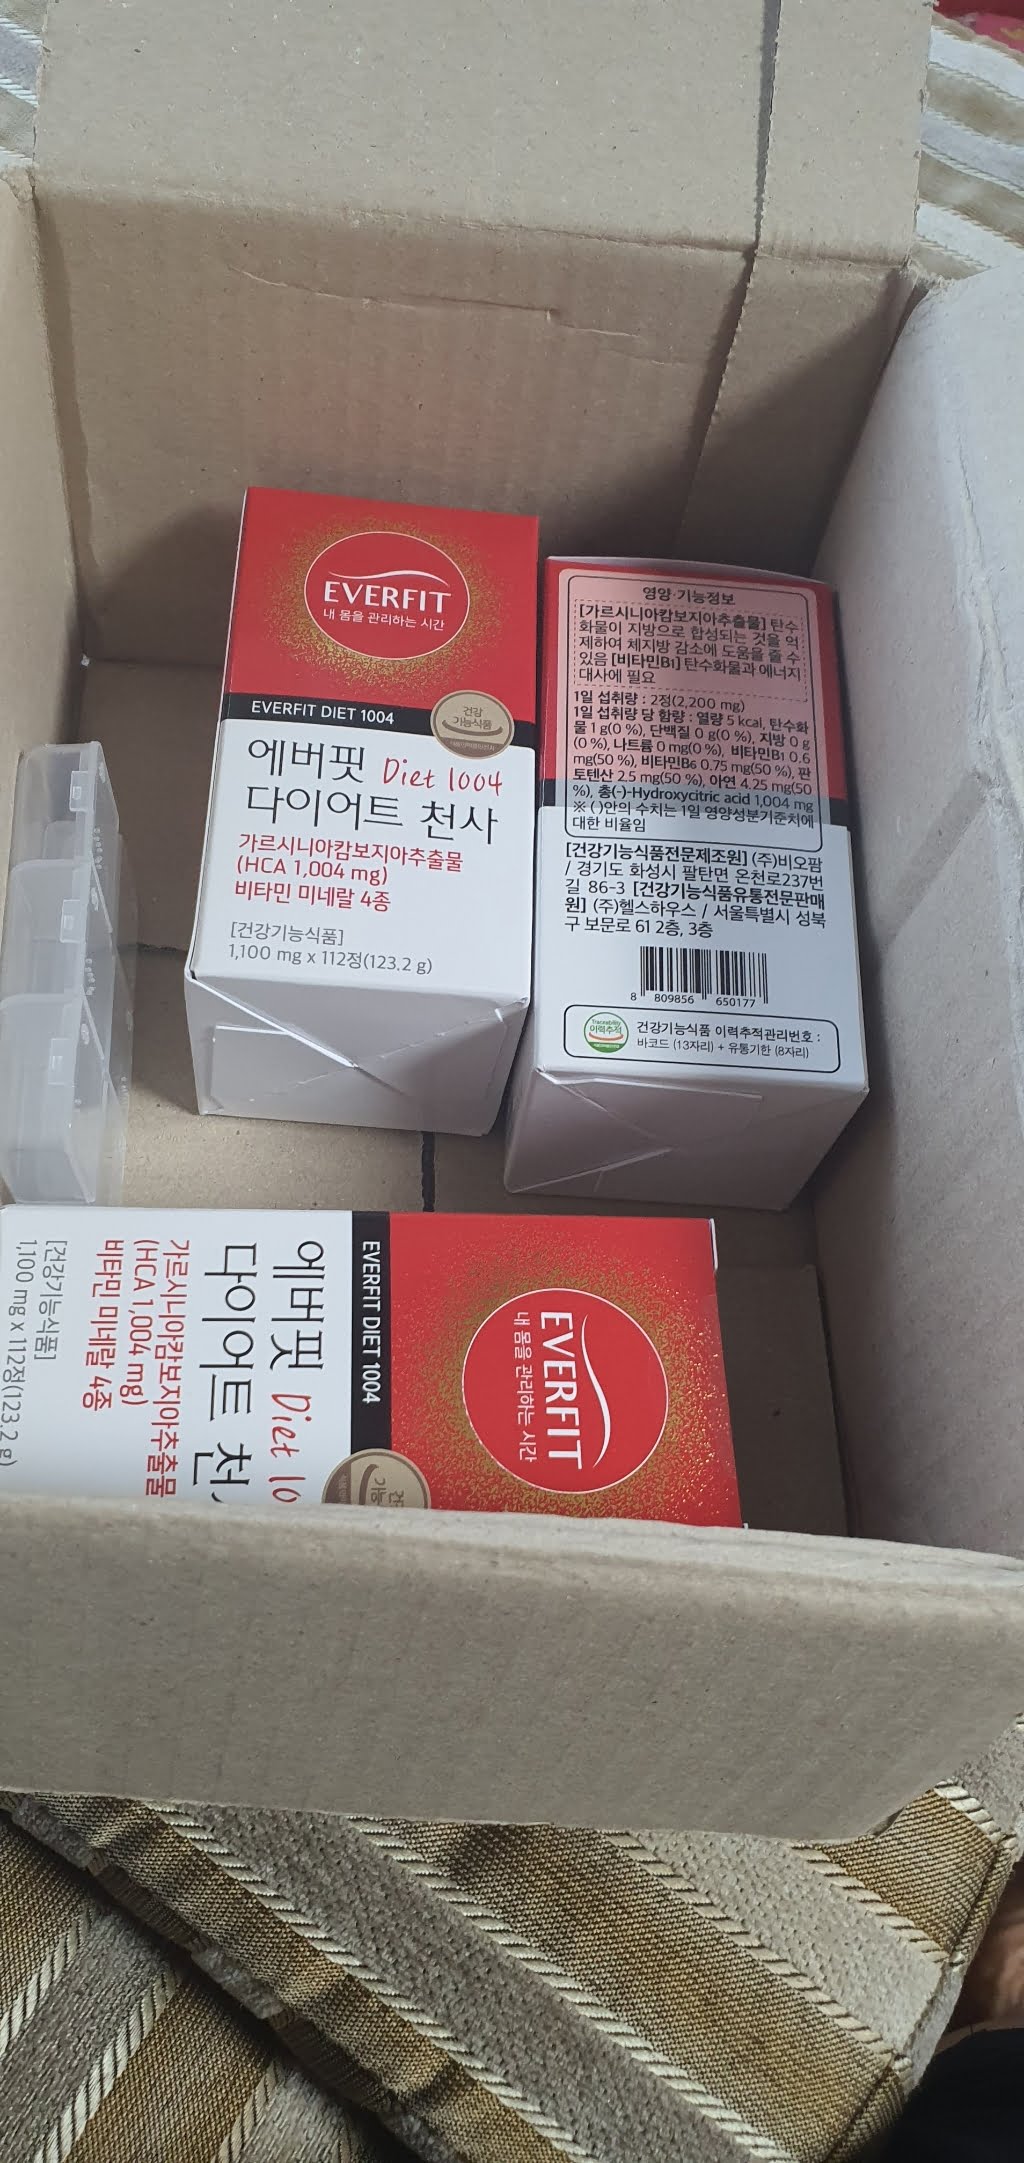 EVERFIT
내 몸을 관리하는 시간
EVERFIT DIET 1004
건강
기능식품
에버핏 Diet 1004
다이어트 천사
가르시니아캄보지아추출물
(HCA 1,004 mg)
비타민 미네랄 4종
[건강기능식품]
1,100 mg x 112정(123.2 g)
영양·기능정보
[가르시니아캄보지아추출물] 탄수
화물이 지방으로 합성되는 것을 억
제하여 체지방 감소에 도움을 줄 수
있음 [비타민B1] 탄수화물과 에너지
대사에 필요
1일 섭취량 : 2정(2,200 mg)
1일 섭취량 당 함량 : 열량 5 kcal, 탄수화
물 1 g(0 %), 단백질 0 g(0 %), 지방 0 g
(0 %), 나트륨 0 mg(0 %), 비타민B1 0.6
mg(50 %), 비타민B6 0.75 mg(50 %), 판
토텐산 2.5 mg(50 %), 아연 4.25 mg(50
%), 총(-)-Hydroxycitric acid 1,004 mg
※ ( )안의 수치는 1일 영양성분기준치에
대한 비율임
[건강기능식품전문제조원] (주)비오팜
/ 경기도 화성시 팔탄면 온천로237번
길 86-3 [건강기능식품유통전문판매
원] (주)헬스하우스 / 서울특별시 성북
구 보문로 61 2층, 3층
8 809856 650177
Traceability
이력추적
건강기능식품 이력추적관리번호 :
바코드 (13자리) + 유통기한 (8자리)
EVERFIT
내 몸을 관리하는 시간
EVERFIT DIET 1004
에버핏 Diet 10
다이어트 천
가르시니아캄보지아추출물
(HCA 1,004 mg)
비타민 미네랄 4종
[건강기능식품]
1,100 mg x 112정(123.2 g)